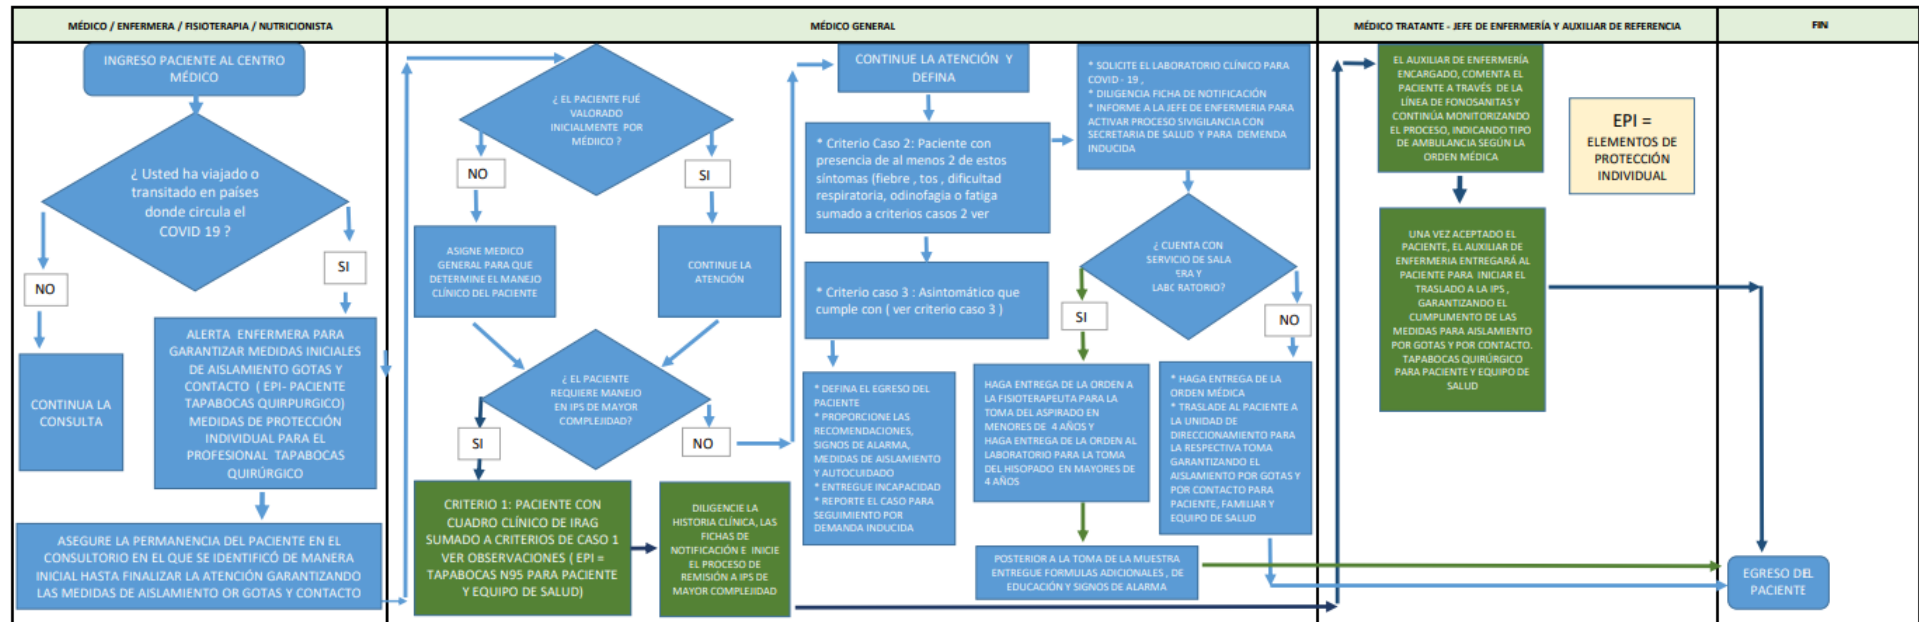 MÉDICO / ENFERMERA / FISIOTERAPIA / NUTRICIONISTA
MÉDICO GENERAL
MÉDICO TRATANTE - JEFE DE ENFERMERÍA Y AUXILIAR DE REFERENCIA
FIN
INGRESO PACIENTE AL CENTRO
MÉDICO
¿ Usted ha viajado o
transitado en países
donde circula el
COVID 19 ?
NO
SI
CONTINUA LA
CONSULTA
ALERTA ENFERMERA PARA
GARANTIZAR MEDIDAS INICIALES
DE AISLAMIENTO GOTAS Y
CONTACTO ( EPI- PACIENTE
TAPABOCAS QUIRPURGICO)
MEDIDAS DE PROTECCIÓN
INDIVIDUAL PARA EL
PROFESIONAL TAPABOCAS
QUIRÚRGICO
ASEGURE LA PERMANENCIA DEL PACIENTE EN EL
CONSULTORIO EN EL QUE SE IDENTIFICÓ DE MANERA
INICIAL HASTA FINALIZAR LA ATENCIÓN GARANTIZANDO
LAS MEDIDAS DE AISLAMIENTO OR GOTAS Y CONTACTO
¿ EL PACIENTE FUÉ
VALORADO
INICIALMENTE POR
MÉDIICO ?
NO
SI
ASIGNE MEDICO
GENERAL PARA QUE
DETERMINE EL MANEJO
CLÍNICO DEL PACIENTE
CONTINUE LA
ATENCIÓN
¿ EL PACIENTE
REQUIERE MANEJO
EN IPS DE MAYOR
COMPLEJIDAD?
SI
NO
CRITERIO 1: PACIENTE CON
CUADRO CLÍNICO DE IRAG
SUMADO A CRITERIOS DE CASO 1
VER OBSERVACIONES ( EPI =
TAPABOCAS N95 PARA PACIENTE
Y EQUIPO DE SALUD)
DILIGENCIE LA
HISTORIA CLÍNICA, LAS
FICHAS DE
NOTIFICACIÓN E INICIE
EL PROCESO DE
REMISIÓN A IPS DE
MAYOR COMPLEJIDAD
CONTINUE LA ATENCIÓN Y
DEFINA
* Criterio Caso 2: Paciente con
presencia de al menos 2 de estos
síntomas (fiebre , tos , dificultad
respiratoria, odinofagia o fatiga
sumado a criterios casos 2 ver
* Criterio caso 3 : Asintomático que
cumple con ( ver criterio caso 3 )
* DEFINA EL EGRESO DEL
PACIENTE
* PROPORCIONE LAS
RECOMENDACIONES,
SIGNOS DE ALARMA,
MEDIDAS DE AISLAMIENTO
Y AUTOCUIDADO
* ENTREGUE INCAPACIDAD
* REPORTE EL CASO PARA
SEGUIMIENTO POR
DEMANDA INDUCIDA
* SOLICITE EL LABORATORIO CLÍNICO PARA
COVID - 19 ,
* DILIGENCIA FICHA DE NOTIFICACIÓN
* INFORME A LA JEFE DE ENFERMERIA PARA
ACTIVAR PROCESO SIVIGILANCIA CON
SECRETARIA DE SALUD Y PARA DEMENDA
INDUCIDA
¿ CUENTA CON
SERVICIO DE SALA
ERA Y
LABORATORIO?
SI
NO
HAGA ENTREGA DE LA ORDEN A
LA FISIOTERAPEUTA PARA LA
TOMA DEL ASPIRADO EN
MENORES DE 4 AÑOS Y
HAGA ENTREGA DE LA ORDEN AL
LABORATORIO PARA LA TOMA
DEL HISOPADO EN MAYORES DE
4 AÑOS
* HAGA ENTREGA DE LA
ORDEN MÉDICA
* TRASLADE AL PACIENTE A
LA UNIDAD DE
DIRECCIONAMIENTO PARA
LA RESPECTIVA TOMA
GARANTIZANDO EL
AISLAMIENTO POR GOTAS Y
POR CONTACTO PARA
PACIENTE, FAMILIAR Y
EQUIPO DE SALUD
POSTERIOR A LA TOMA DE LA MUESTRA
ENTREGUE FORMULAS ADICIONALES , DE
EDUCACIÓN Y SIGNOS DE ALARMA
EL AUXILIAR DE ENFERMERÍA
ENCARGADO, COMENTA EL
PACIENTE A TRAVÉS DE LA
LÍNEA DE FONOSANITAS Y
CONTINÚA MONITORIZANDO
EL PROCESO, INDICANDO TIPO
DE AMBULANCIA SEGÚN LA
ORDEN MÉDICA
UNA VEZ ACEPTADO EL
PACIENTE, EL AUXILIAR DE
ENFERMERIA ENTREGARÁ AL
PACIENTE PARA INICIAR EL
TRASLADO A LA IPS ,
GARANTIZANDO EL
CUMPLIMENTO DE LAS
MEDIDAS PARA AISLAMIENTO
POR GOTAS Y POR CONTACTO.
TAPABOCAS QUIRÚRGICO
PARA PACIENTE Y EQUIPO DE
SALUD
EPI =
ELEMENTOS DE
PROTECCIÓN
INDIVIDUAL
EGRESO DEL
PACIENTE